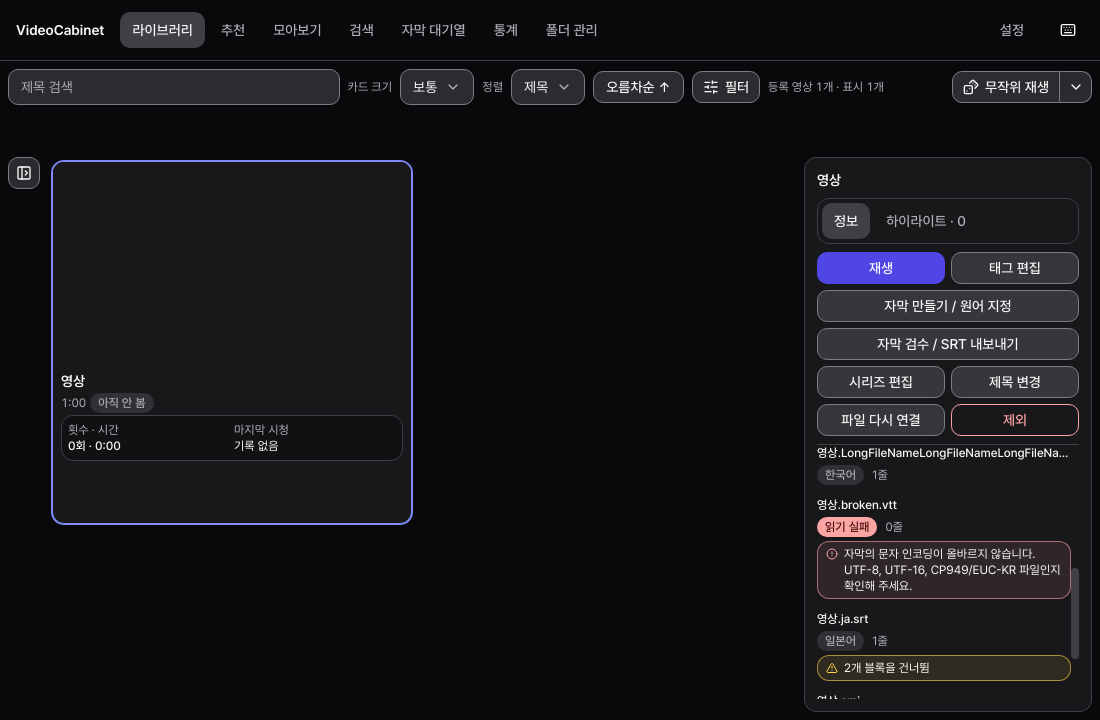 VideoCabinet 라이브러리 추천 모아보기 검색 자막 대기열 통계 폴더 관리 설정
제목 검색 카드 크기 보통 정렬 제목 오름차순 ↑ 필터 등록 영상 1개 · 표시 1개 무작위 재생
영상
1:00 아직 안 봄
횟수 · 시간 마지막 시청
0회 · 0:00 기록 없음
영상
정보 하이라이트 · 0
재생 태그 편집
자막 만들기 / 원어 지정
자막 검수 / SRT 내보내기
시리즈 편집 제목 변경
파일 다시 연결 제외
영상.LongFileNameLongFileNameLongFileNa...
한국어 1줄
영상.broken.vtt
읽기 실패 0줄
자막의 문자 인코딩이 올바르지 않습니다.
UTF-8, UTF-16, CP949/EUC-KR 파일인지
확인해 주세요.
영상.ja.srt
일본어 1줄
2개 블록을 건너뜀